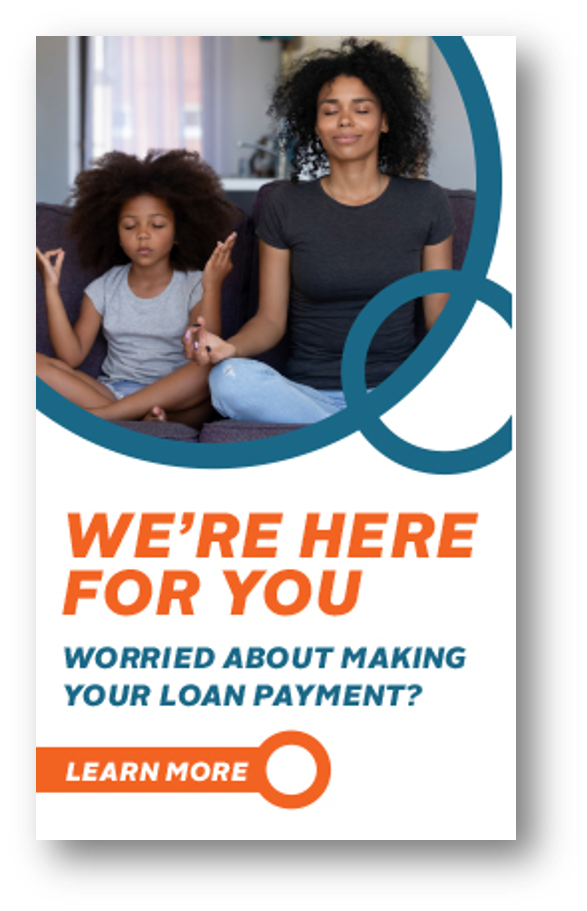 WE'RE HERE
FOR YOU
WORRIED ABOUT MAKING
YOUR LOAN PAYMENT?
LEARN MORE